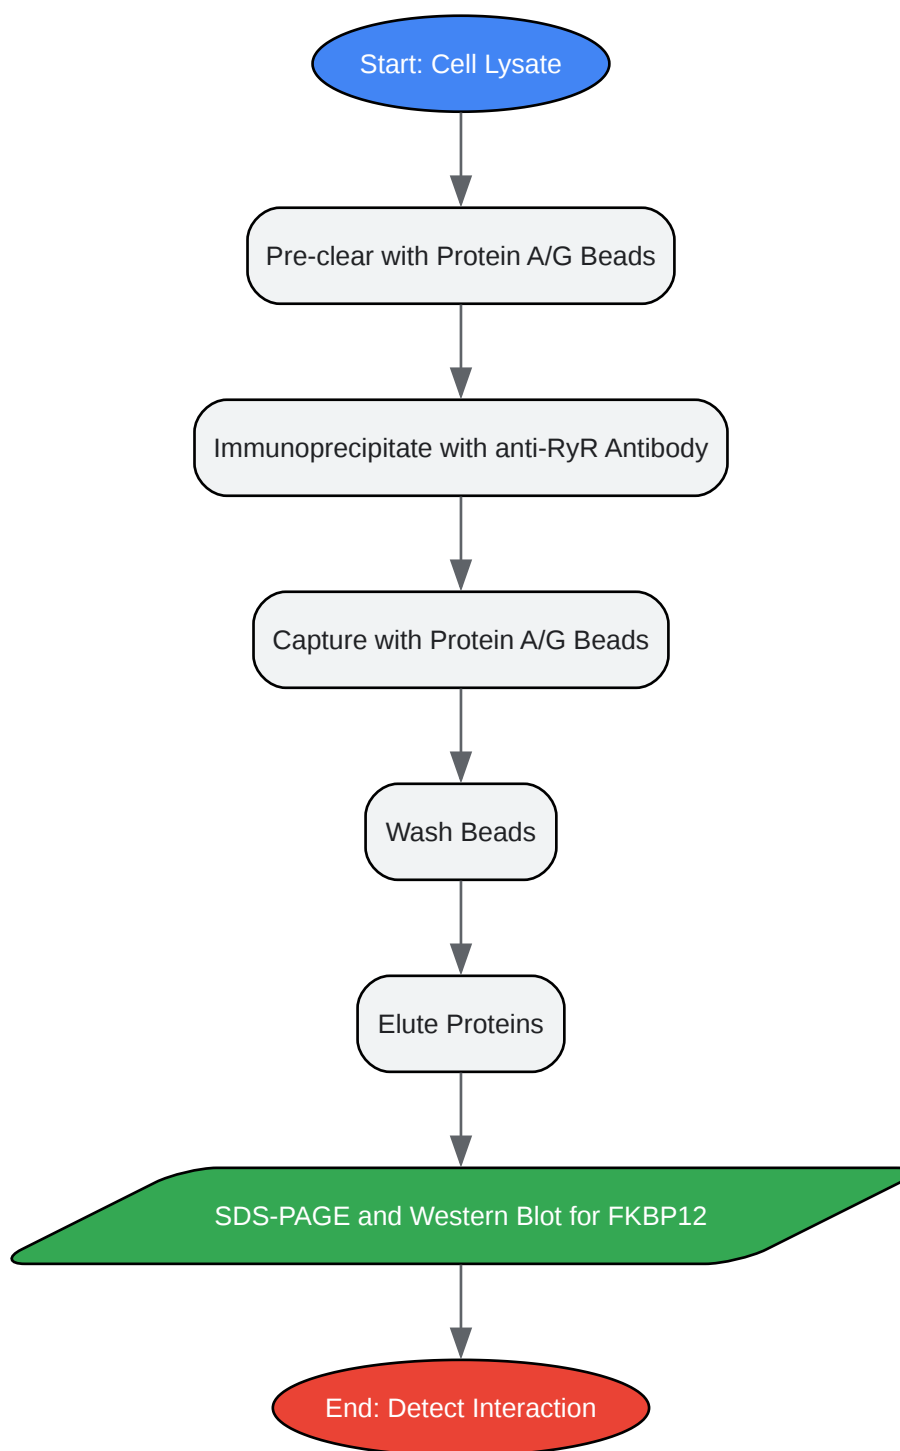 Start: Cell Lysate
Pre-clear with Protein A/G Beads
Immunoprecipitate with anti-RyR Antibody
Capture with Protein A/G Beads
Wash Beads
Elute Proteins
SDS-PAGE and Western Blot for FKBP12
End: Detect Interaction